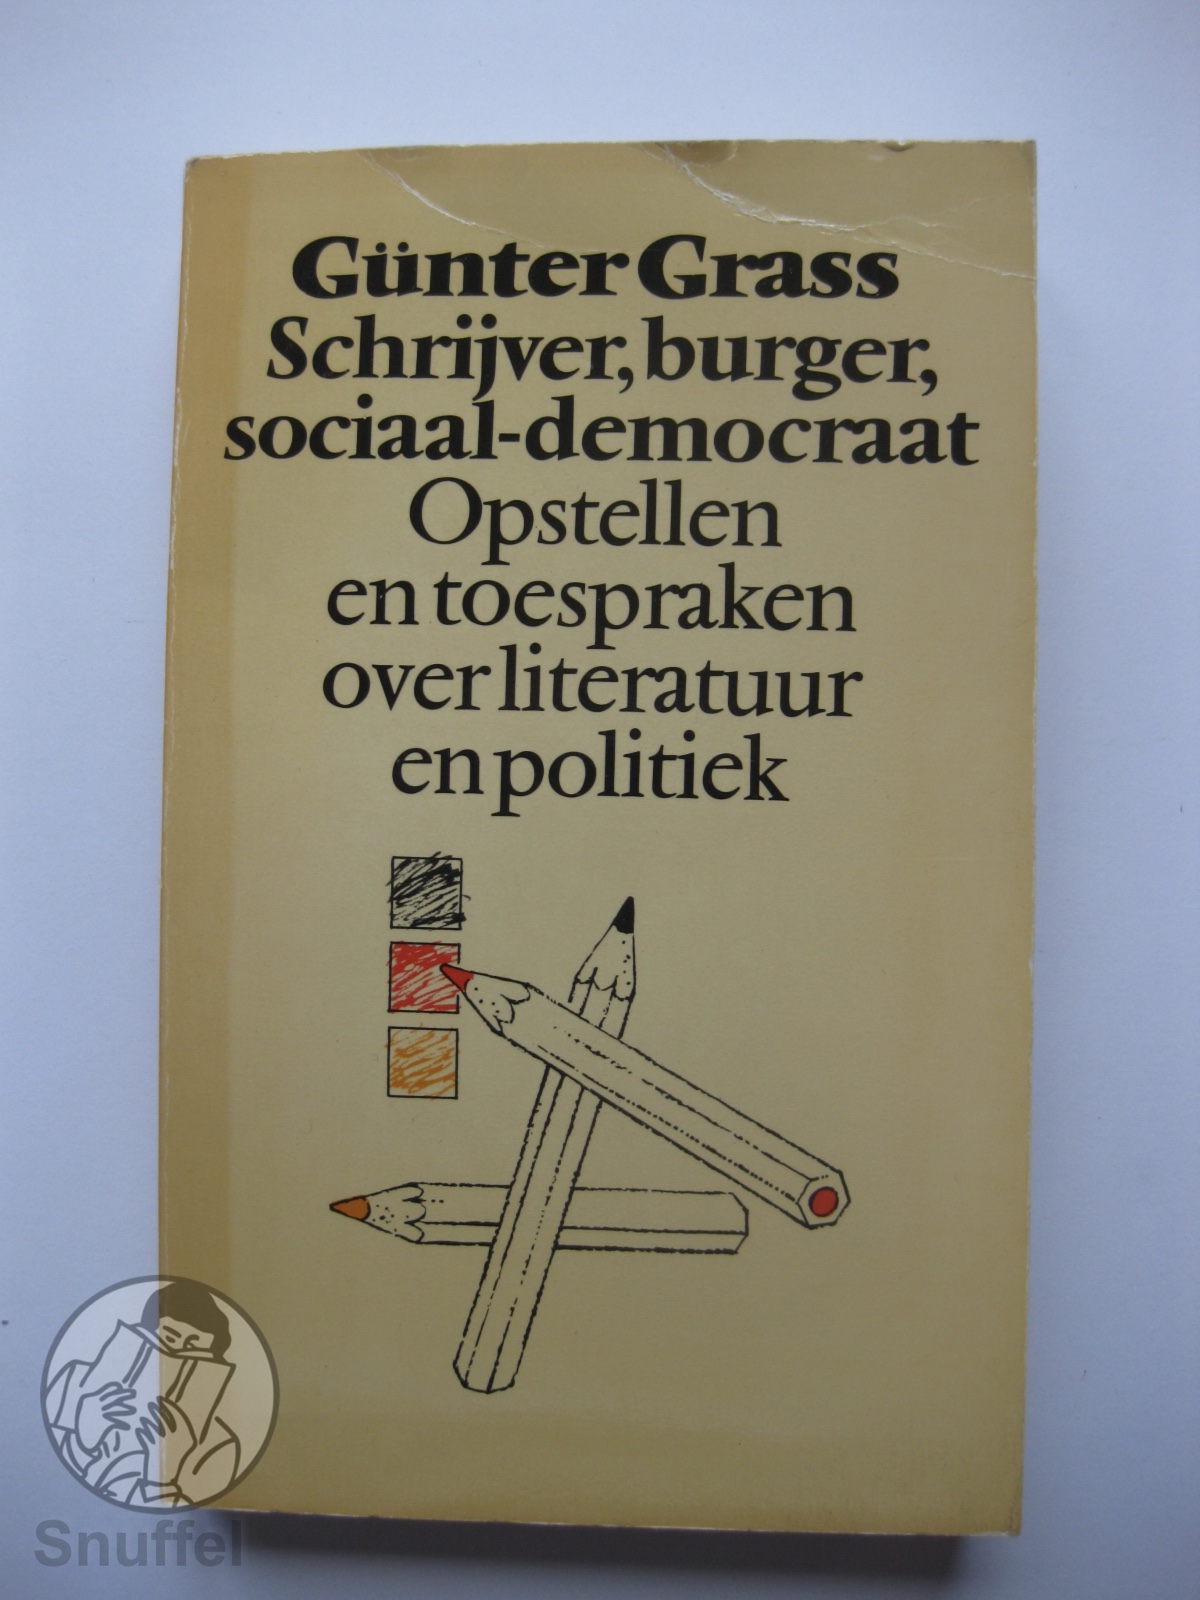 Günter Grass
Schrijver, burger,
sociaal-democraat
Opstellen
en toespraken
over literatuur
en politiek
Snuffel